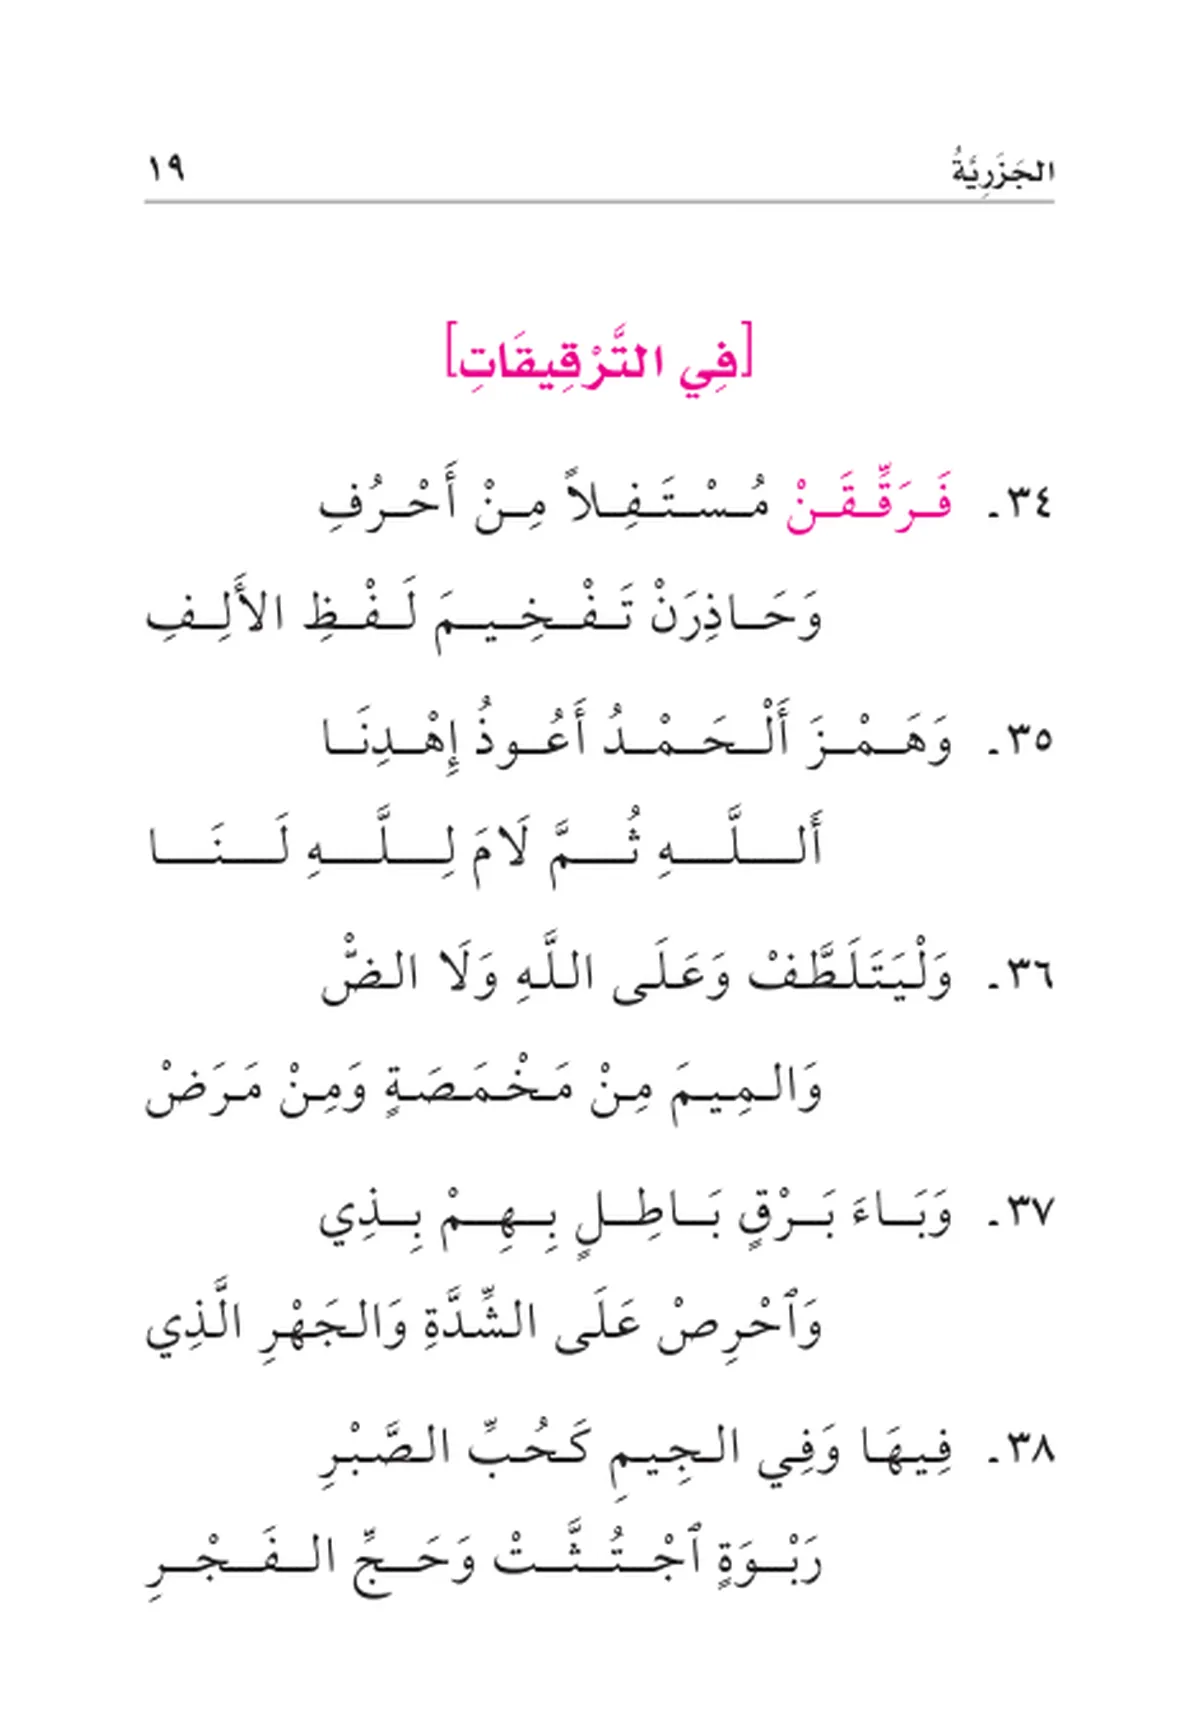 الجَزَرِيَّةُ ١٩
[فِي التَّرْقِيقَاتِ]
٣٤- فَرَقِّقَنْ مُسْتَفِلاً مِنْ أَحْرُفِ
وَحَاذِرَنْ تَفْخِيمَ لَفْظِ الأَلِفِ
٣٥- وَهَمْزَ أَلْحَمْدُ أَعُوذُ إِهْدِنَا
أَللَّهِ ثُمَّ لَامَ لِلَّهِ لَنَا
٣٦- وَلْيَتَلَطَّفْ وَعَلَى اللَّهِ وَلَا الضّْ
وَالمِيمَ مِنْ مَخْمَصَةٍ وَمِنْ مَرَضْ
٣٧- وَبَاءَ بَرْقٍ بَاطِلٍ بِهِمْ بِذِي
وَٱحْرِصْ عَلَى الشِّدَّةِ وَالجَهْرِ الَّذِي
٣٨- فِيهَا وَفِي الجِيمِ كَحُبِّ الصَّبْرِ
رَبْوَةٍ ٱجْتُثَّتْ وَحَجِّ الفَجْرِ